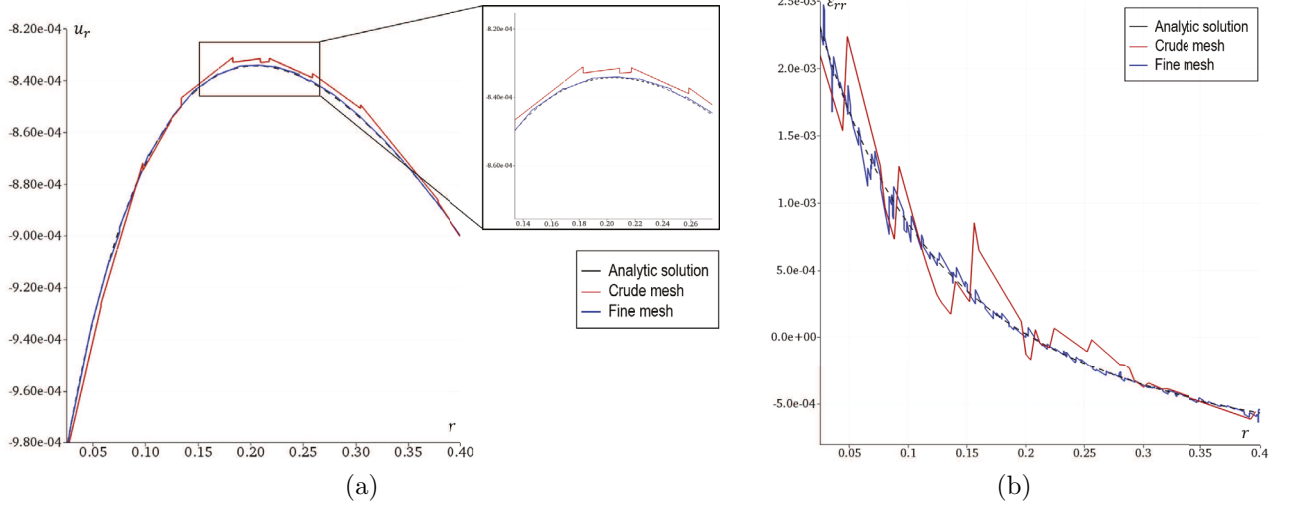 u_r
-8.20e-04
-8.40e-04
-8.60e-04
-8.80e-04
-9.00e-04
-9.20e-04
-9.40e-04
-9.60e-04
-9.80e-04
0.05 0.10 0.15 0.20 0.25 0.30 0.35 0.40
r
-8.20e-04
-8.40e-04
-8.60e-04
0.14 0.16 0.18 0.20 0.22 0.24 0.26
Analytic solution
Crude mesh
Fine mesh
(a)
ε_rr
2.5e-03
2.0e-03
1.5e-03
1.0e-03
5.0e-04
0.0e+00
-5.0e-04
0.05 0.1 0.15 0.2 0.25 0.3 0.35 0.4
r
Analytic solution
Crude mesh
Fine mesh
(b)